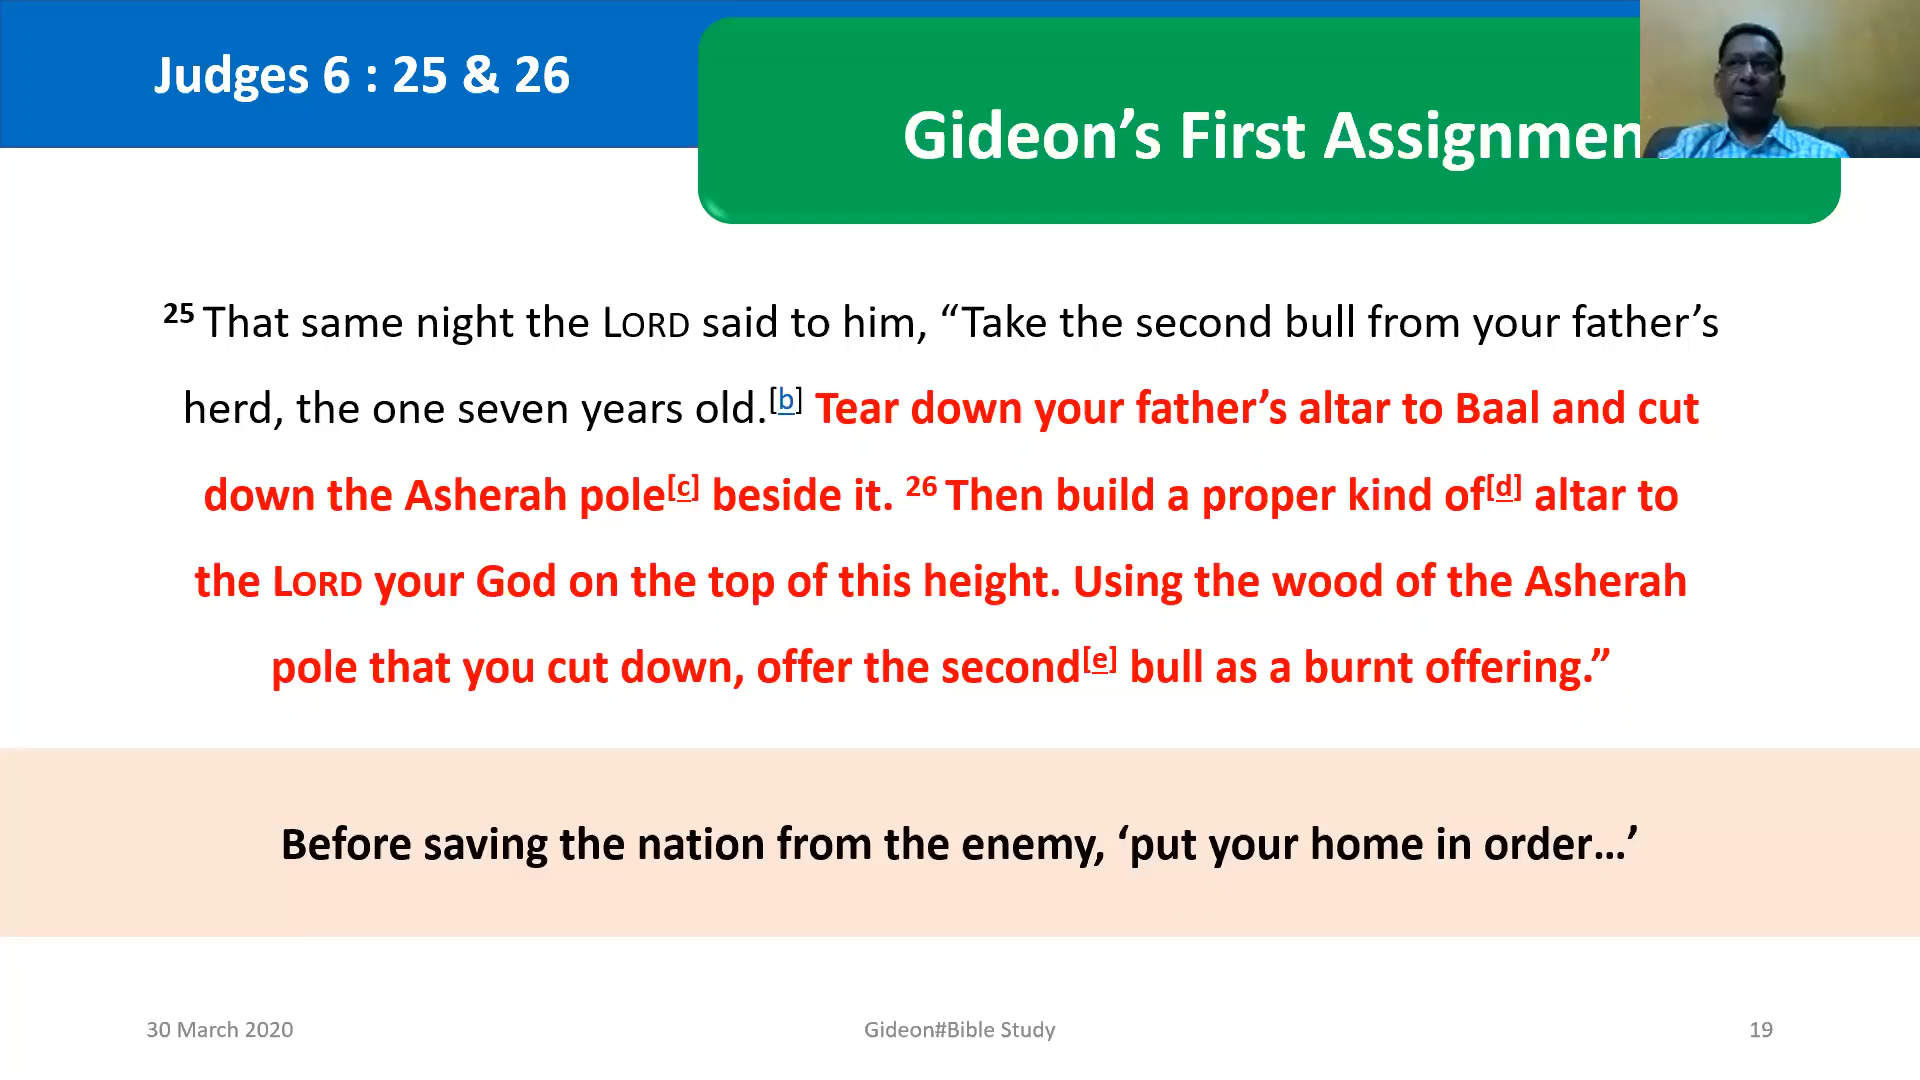 Judges 6 : 25 & 26
Gideon’s First Assignmen
25 That same night the LORD said to him, “Take the second bull from your father’s
herd, the one seven years old.[b] Tear down your father’s altar to Baal and cut
down the Asherah pole[c] beside it. 26 Then build a proper kind of[d] altar to
the LORD your God on the top of this height. Using the wood of the Asherah
pole that you cut down, offer the second[e] bull as a burnt offering.”
Before saving the nation from the enemy, ‘put your home in order…’
30 March 2020
Gideon#Bible Study
19